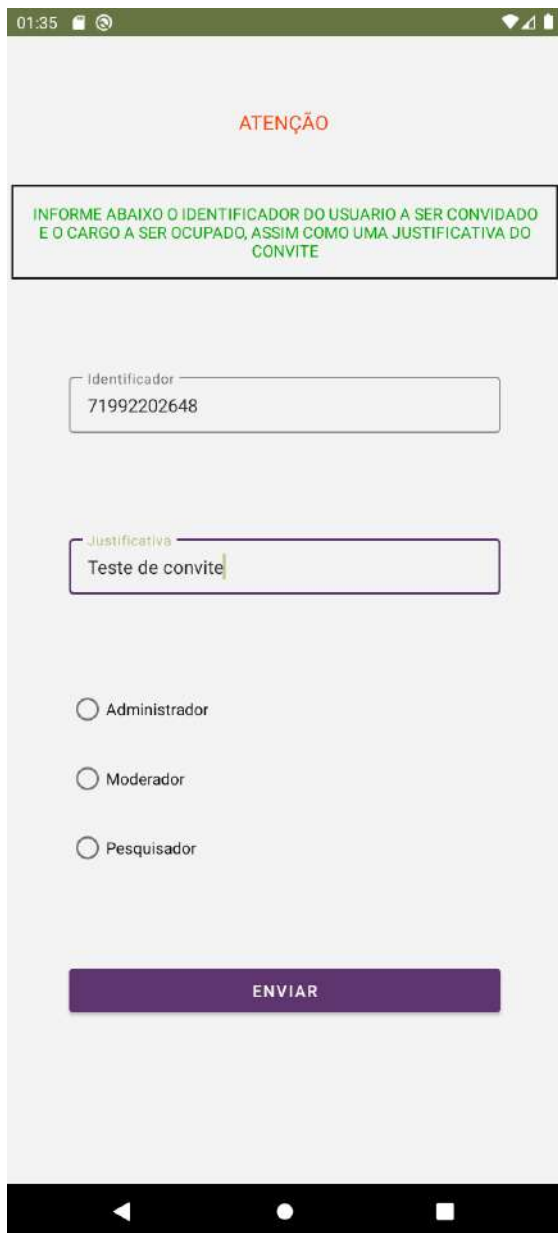 01:35
ATENÇÃO
INFORME ABAIXO O IDENTIFICADOR DO USUARIO A SER CONVIDADO
E O CARGO A SER OCUPADO, ASSIM COMO UMA JUSTIFICATIVA DO
CONVITE
Identificador
71992202648
Justificativa
Teste de convite
Administrador
Moderador
Pesquisador
ENVIAR